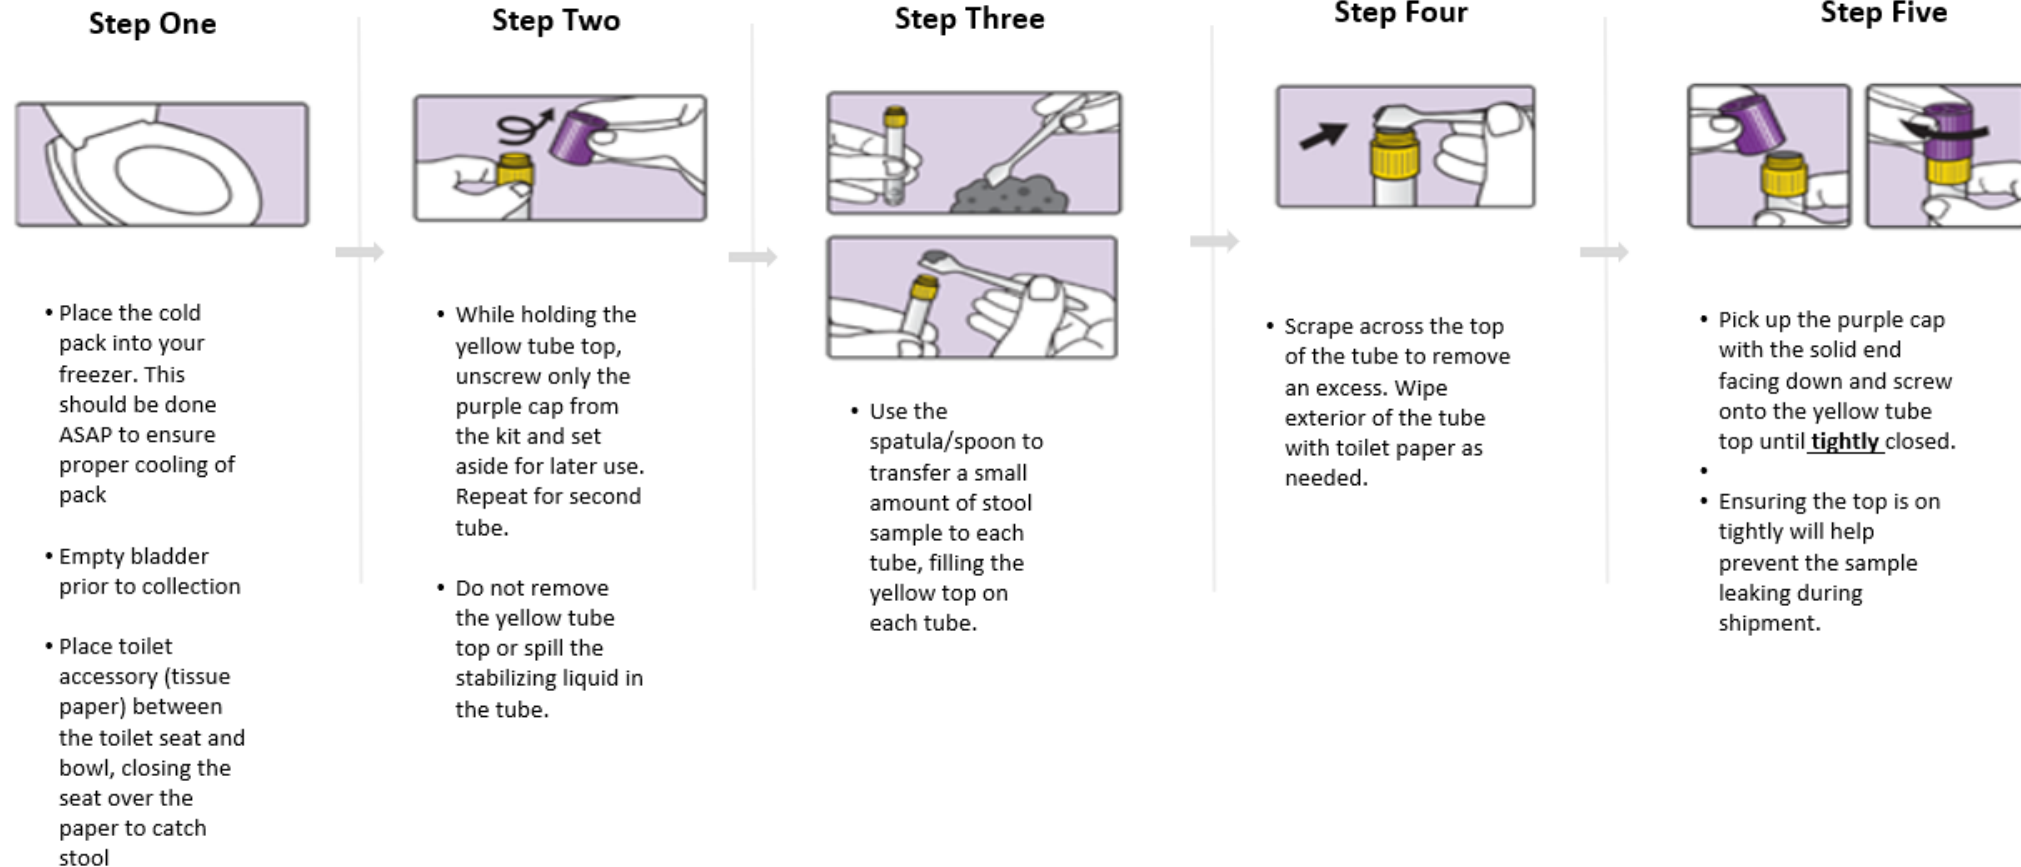 Step One
• Place the cold
pack into your
freezer. This
should be done
ASAP to ensure
proper cooling of
pack
• Empty bladder
prior to collection
• Place toilet
accessory (tissue
paper) between
the toilet seat and
bowl, closing the
seat over the
paper to catch
stool
Step Two
• While holding the
yellow tube top,
unscrew only the
purple cap from
the kit and set
aside for later use.
Repeat for second
tube.
• Do not remove
the yellow tube
top or spill the
stabilizing liquid in
the tube.
Step Three
• Use the
spatula/spoon to
transfer a small
amount of stool
sample to each
tube, filling the
yellow top on
each tube.
Step Four
• Scrape across the top
of the tube to remove
an excess. Wipe
exterior of the tube
with toilet paper as
needed.
Step Five
• Pick up the purple cap
with the solid end
facing down and screw
onto the yellow tube
top until tightly closed.
•
• Ensuring the top is on
tightly will help
prevent the sample
leaking during
shipment.